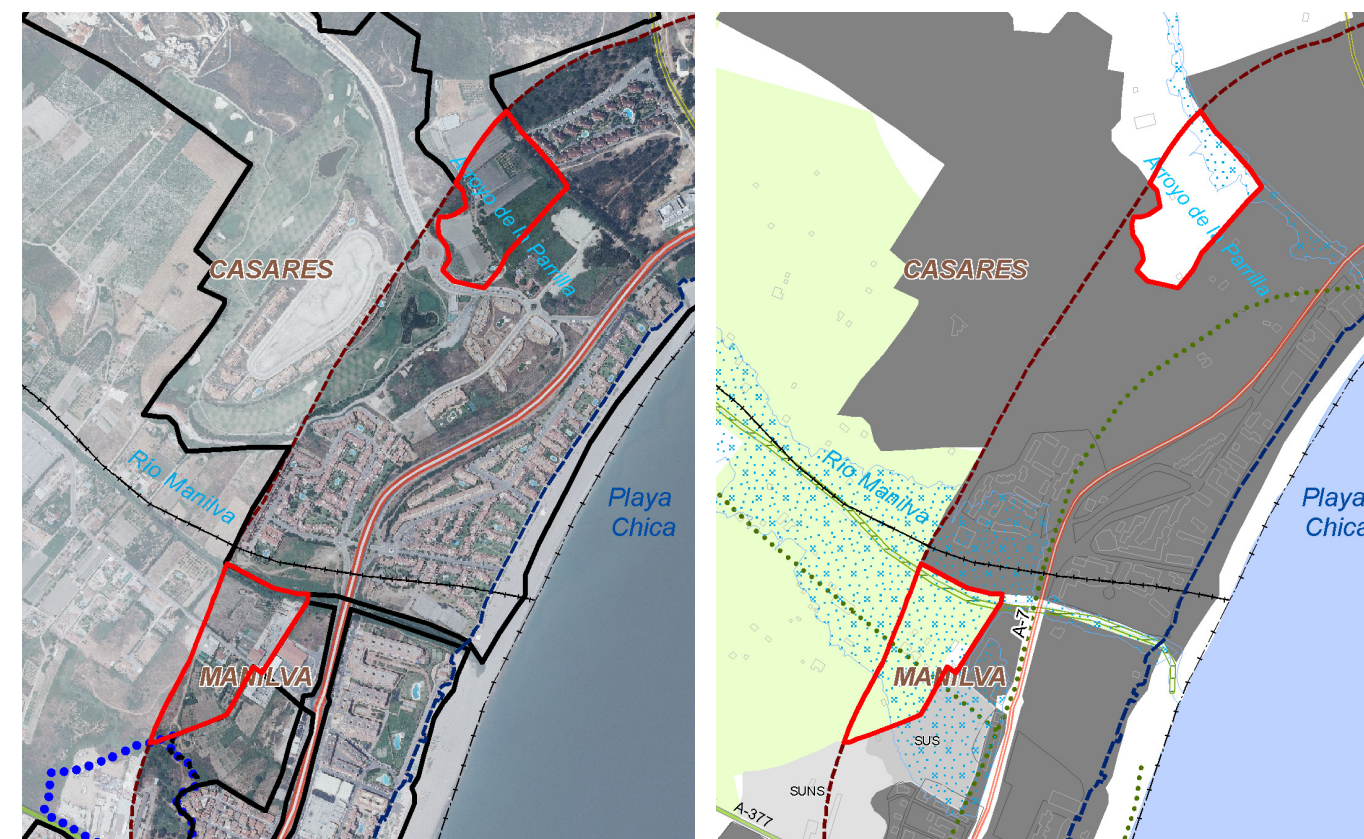 Arroyo de la Parrilla
CASARES
Río Manilva
Playa
Chica
MANILVA
Arroyo de la Parrilla
CASARES
Río Manilva
Playa
Chica
A-7
MANILVA
SUS
SUNS
A-377